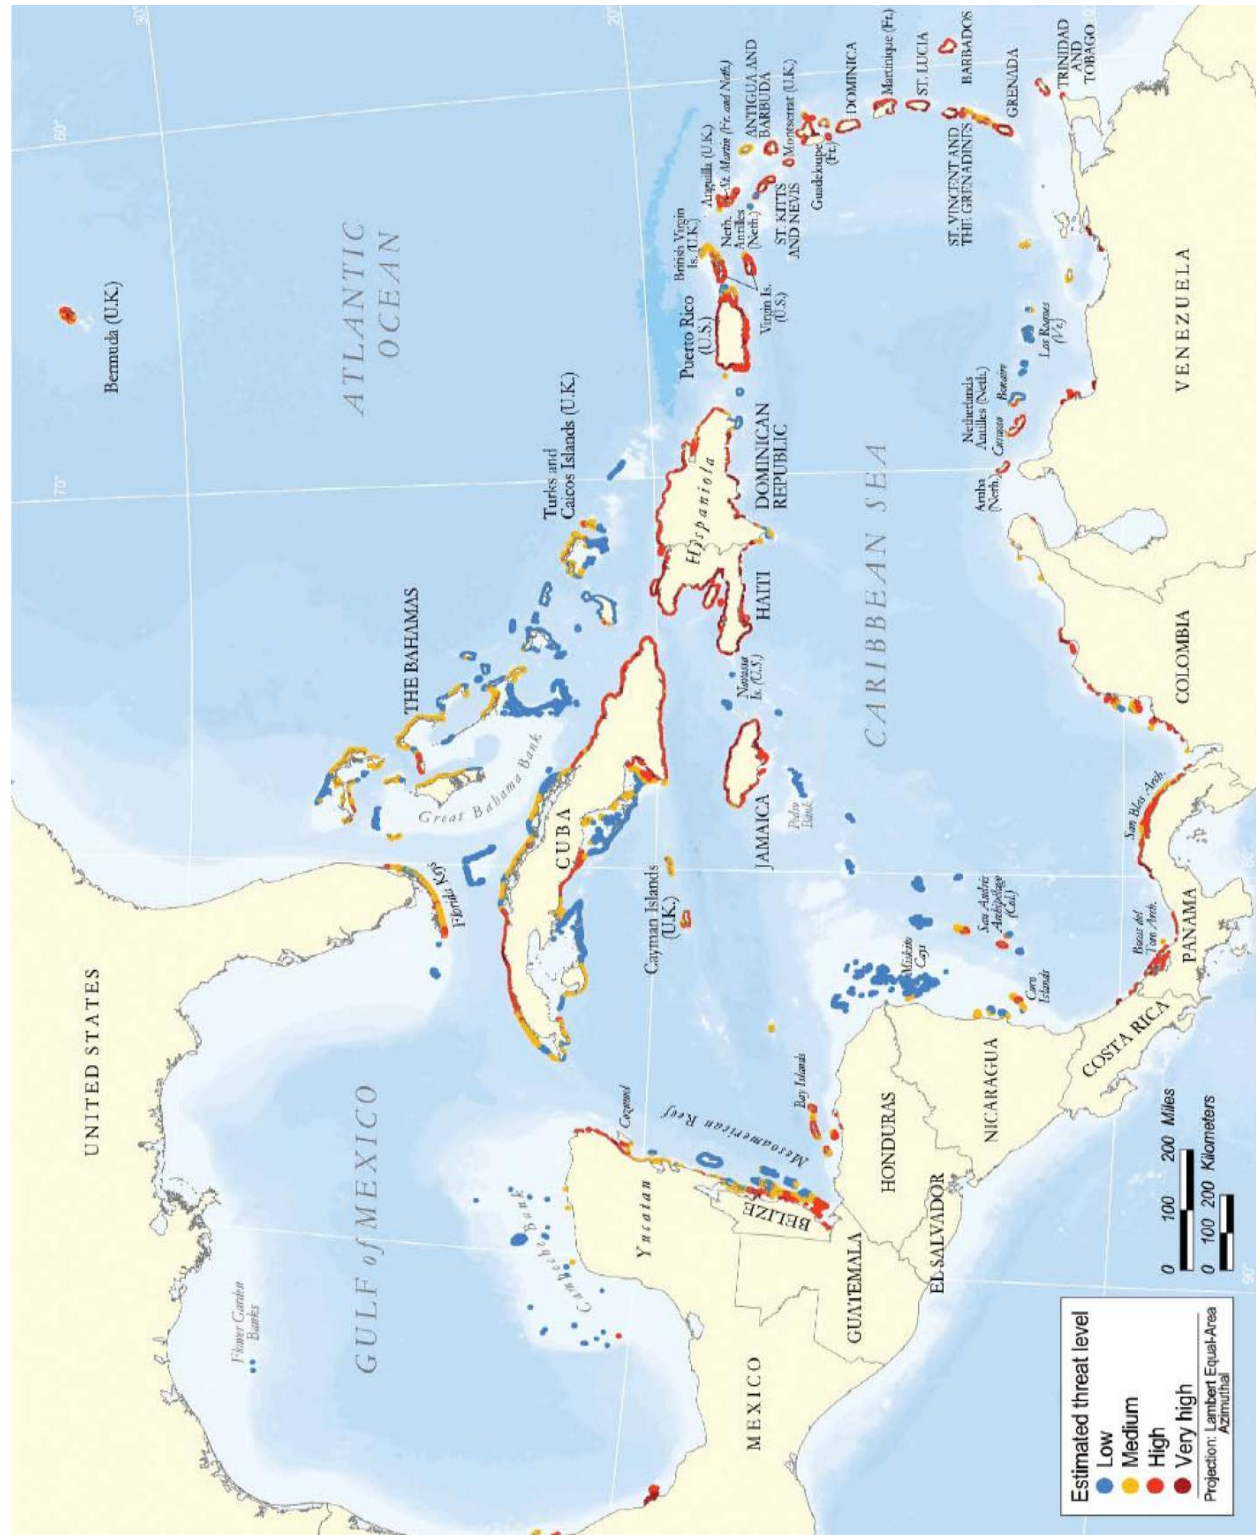 UNITED STATES
GULF of MEXICO
Flower Garden
Banks
MEXICO
Campeche Bank
Yucatan
Cozumel
Mesoamerican Reef
BELIZE
GUATEMALA
EL SALVADOR
HONDURAS
Bay Islands
NICARAGUA
COSTA RICA
PANAMA
Bocas del
Toro Arch.
San Blas Arch.
Corn
Islands
Miskito
Cays
San Andrés
Archipelago
(Col.)
Florida Keys
Great Bahama Bank
THE BAHAMAS
CUBA
Cayman Islands
(U.K.)
JAMAICA
Pedro
Bank
Navassa
Is. (U.S.)
HAITI
Hispaniola
DOMINICAN
REPUBLIC
Turks and
Caicos Islands (U.K.)
Bermuda (U.K.)
ATLANTIC
OCEAN
CARIBBEAN SEA
Puerto Rico
(U.S.)
British Virgin
Is. (U.K.)
Virgin Is.
(U.S.)
Anguilla (U.K.)
St. Martin (Fr. and Neth.)
Neth.
Antilles
(Neth.)
ST. KITTS
AND NEVIS
ANTIGUA AND
BARBUDA
Montserrat (U.K.)
Guadeloupe
(Fr.)
DOMINICA
Martinique (Fr.)
ST. LUCIA
BARBADOS
ST. VINCENT AND
THE GRENADINES
GRENADA
TRINIDAD
AND
TOBAGO
Aruba
(Neth.)
Netherlands
Antilles (Neth.)
Curacao
Bonaire
Los Roques
(Vz.)
COLOMBIA
VENEZUELA
30°
20°
60°
70°
90°
Estimated threat level
Low
Medium
High
Very high
Projection: Lambert Equal-Area
Azimuthal
0 100 200 Miles
0 100 200 Kilometers